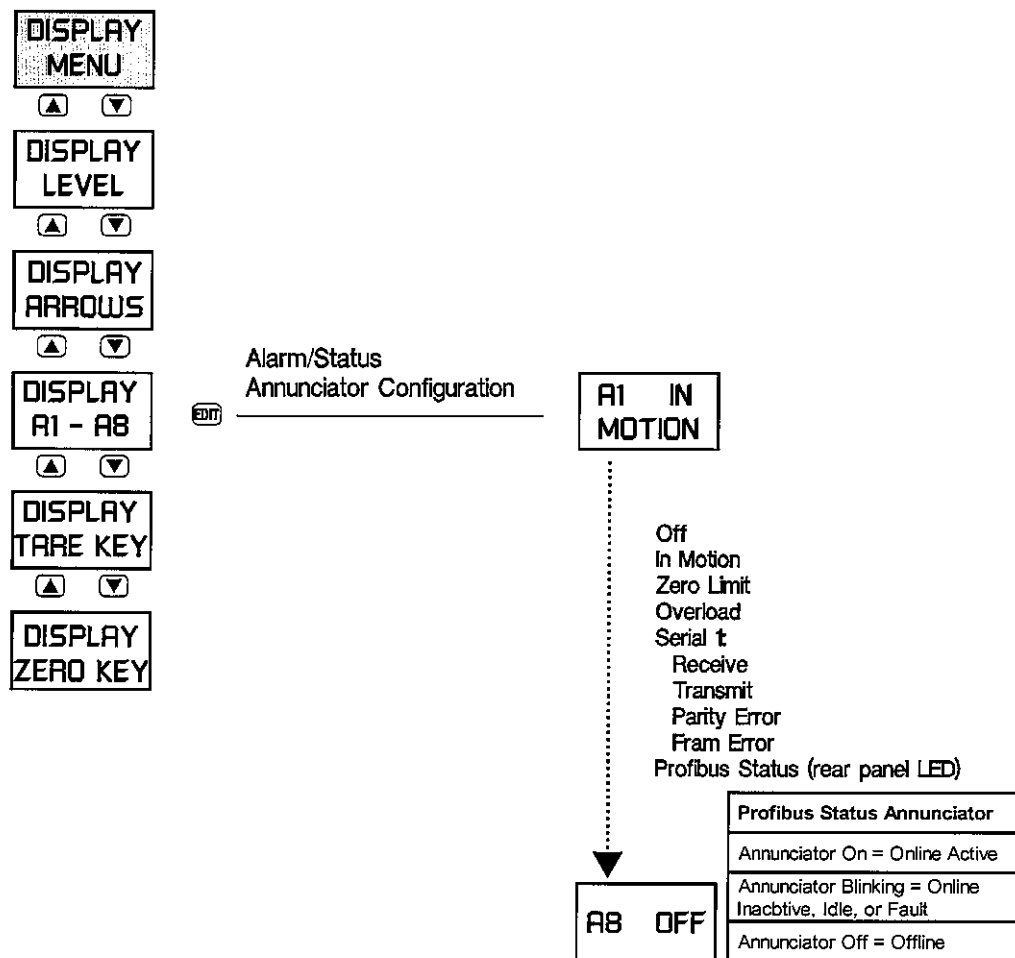 DISPLAY
MENU
DISPLAY
LEVEL
DISPLAY
ARROWS
DISPLAY
A1 - A8
EDIT
Alarm/Status
Annunciator Configuration
A1 IN
MOTION
DISPLAY
TARE KEY
DISPLAY
ZERO KEY
Off
In Motion
Zero Limit
Overload
Serial t
Receive
Transmit
Parity Error
Fram Error
Profibus Status (rear panel LED)
A8 OFF
Profibus Status Annunciator
Annunciator On = Online Active
Annunciator Blinking = Online
Inacbtive, Idle, or Fault
Annunciator Off = Offline